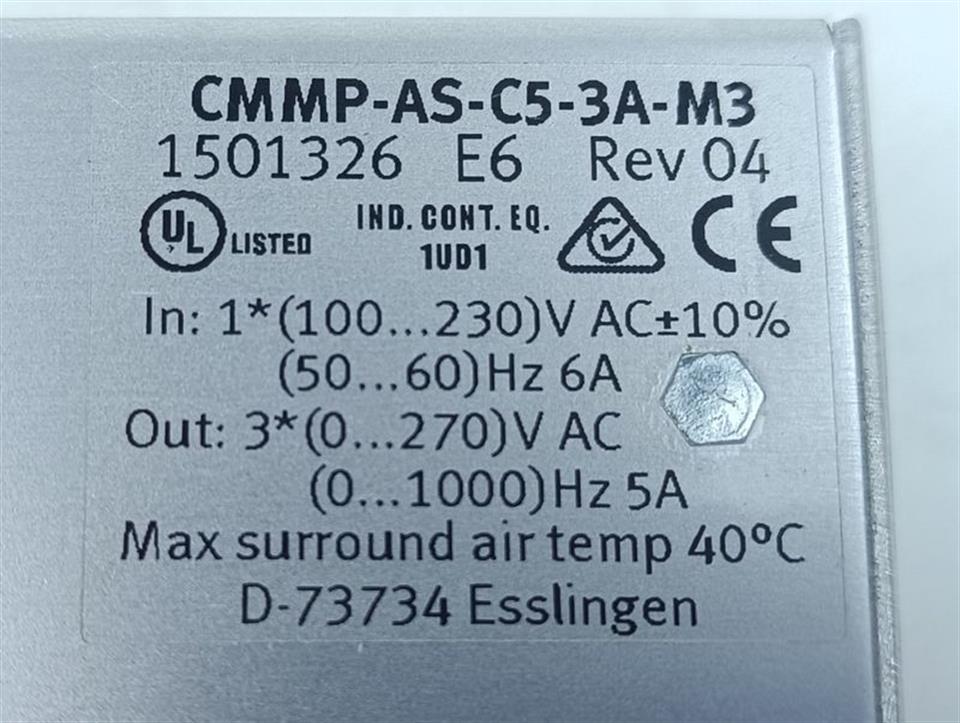 CMMP-AS-C5-3A-M3
1501326 E6 Rev 04
UL LISTED IND. CONT. EQ. CE
1UD1
In: 1*(100...230)V AC±10%
(50...60)Hz 6A
Out: 3*(0...270)V AC
(0...1000)Hz 5A
Max surround air temp 40°C
D-73734 Esslingen